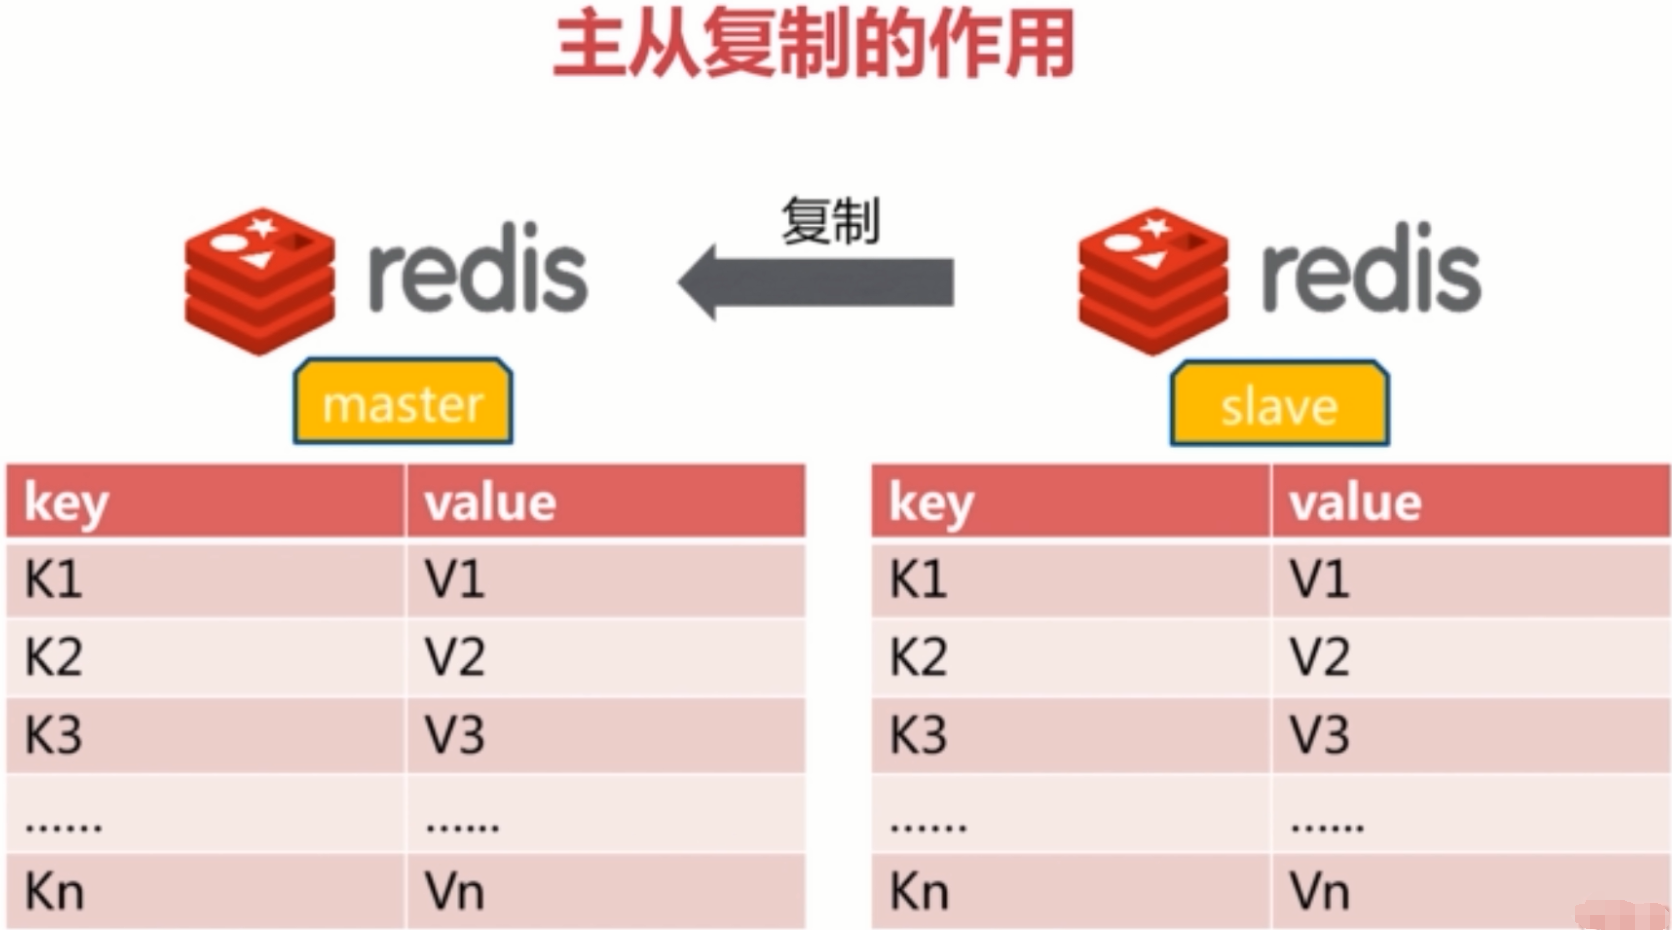 主从复制的作用
复制
redis
redis
master
slave
key value
K1 V1
K2 V2
K3 V3
...... ......
Kn Vn
key value
K1 V1
K2 V2
K3 V3
...... ......
Kn Vn